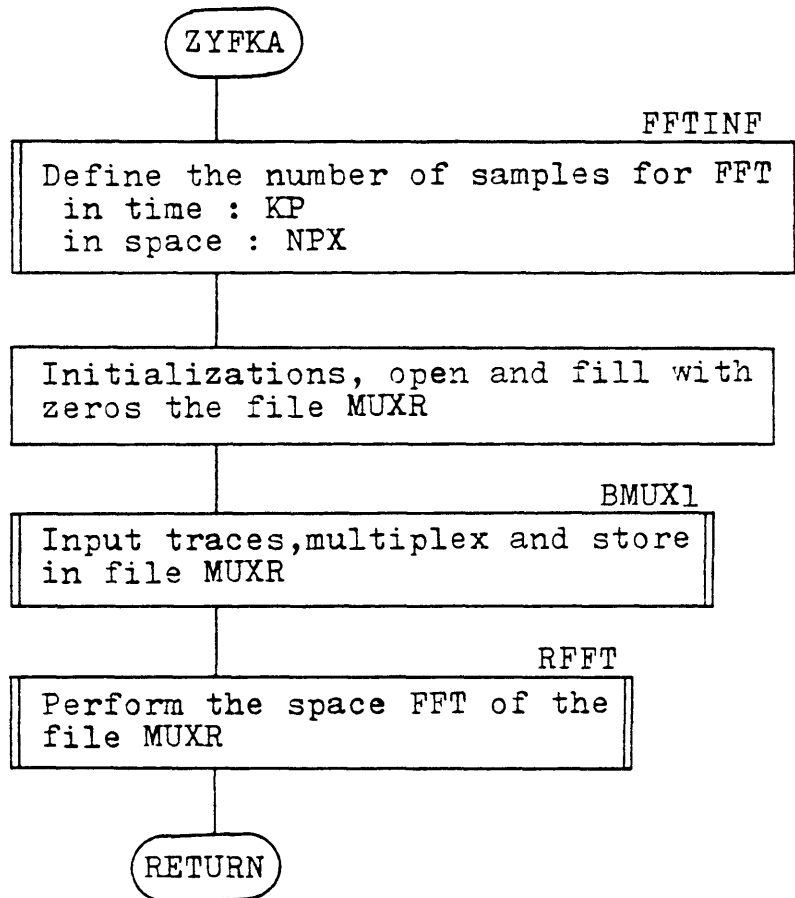 ZYFKA
FFTINF
Define the number of samples for FFT
in time : KP
in space : NPX
Initializations, open and fill with
zeros the file MUXR
BMUX1
Input traces,multiplex and store
in file MUXR
RFFT
Perform the space FFT of the
file MUXR
RETURN